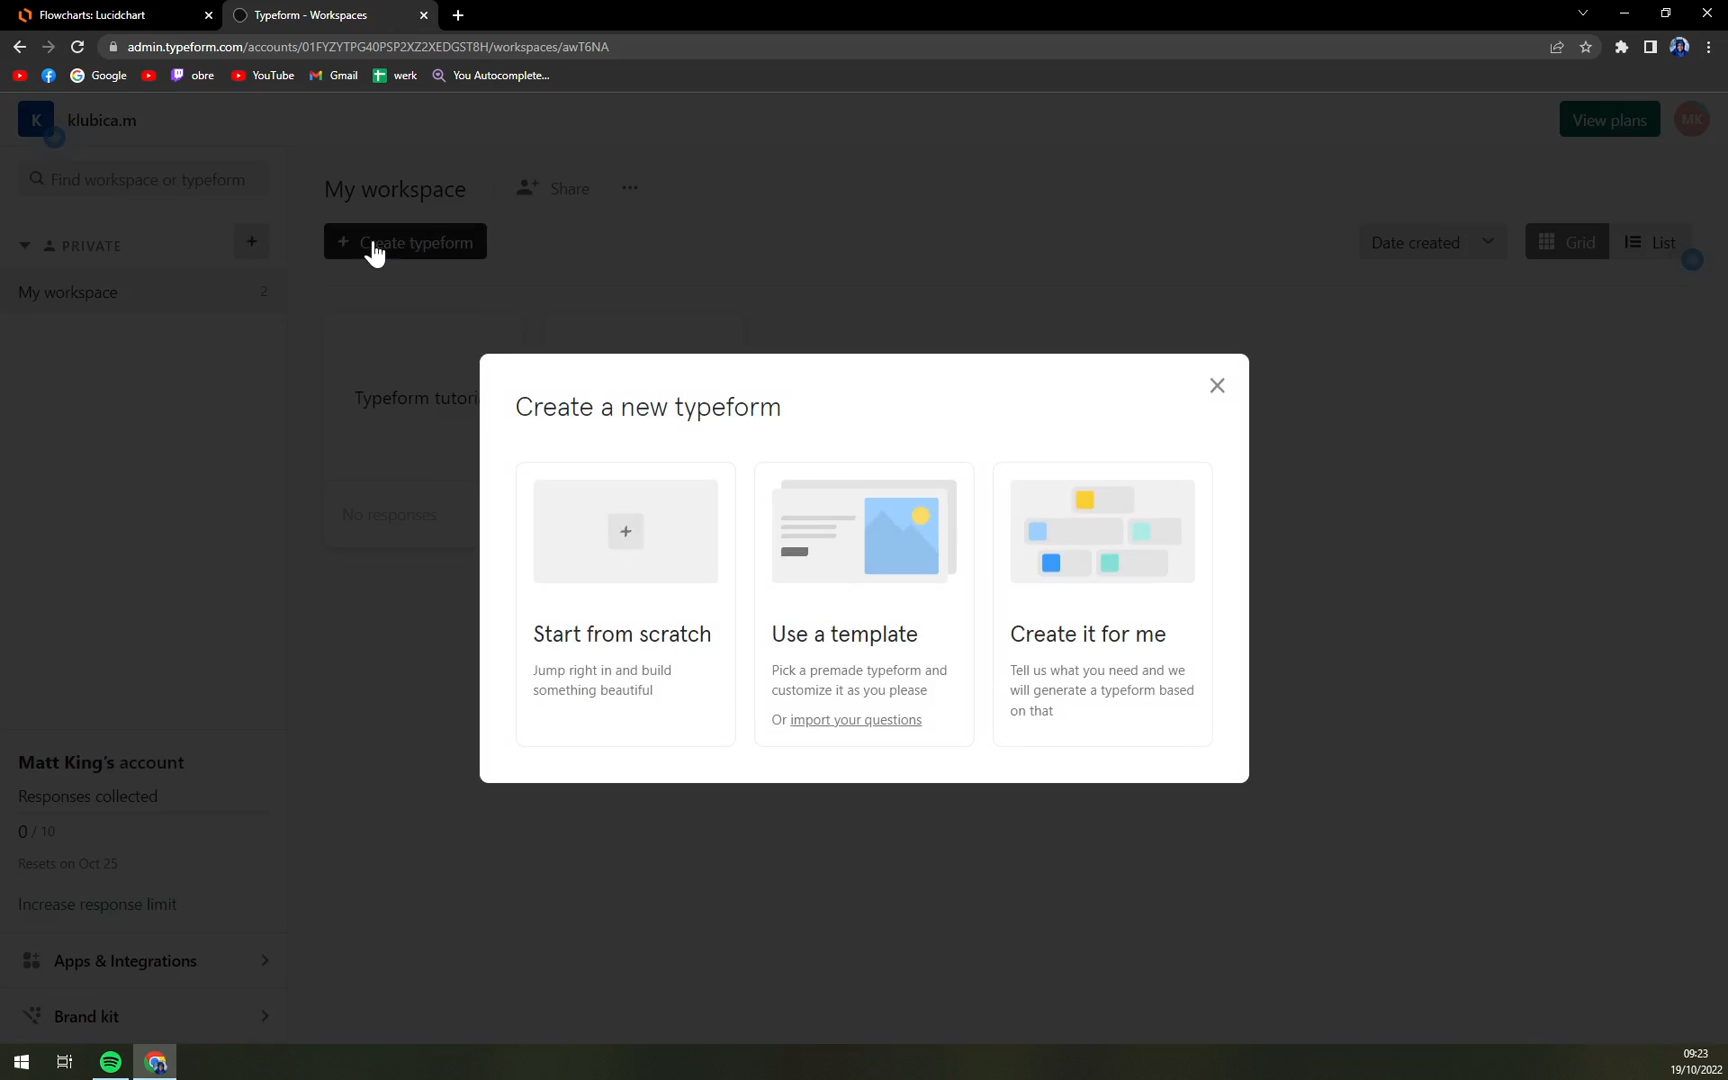 Flowcharts: Lucidchart
Typeform - Workspaces
admin.typeform.com/accounts/01FYZYTPG40PSP2XZ2XEDGST8H/workspaces/awT6NA
Google
obre
YouTube
Gmail
werk
You Autocomplete...
K
klubica.m
View plans
MK
Find workspace or typeform
My workspace
Share
PRIVATE
Create typeform
Date created
Grid
List
My workspace
2
Typeform tutori
Create a new typeform
No responses
Start from scratch
Jump right in and build
something beautiful
Use a template
Pick a premade typeform and
customize it as you please
Or import your questions
Create it for me
Tell us what you need and we
will generate a typeform based
on that
Matt King's account
Responses collected
0 / 10
Resets on Oct 25
Increase response limit
Apps & Integrations
Brand kit
09:23
19/10/2022